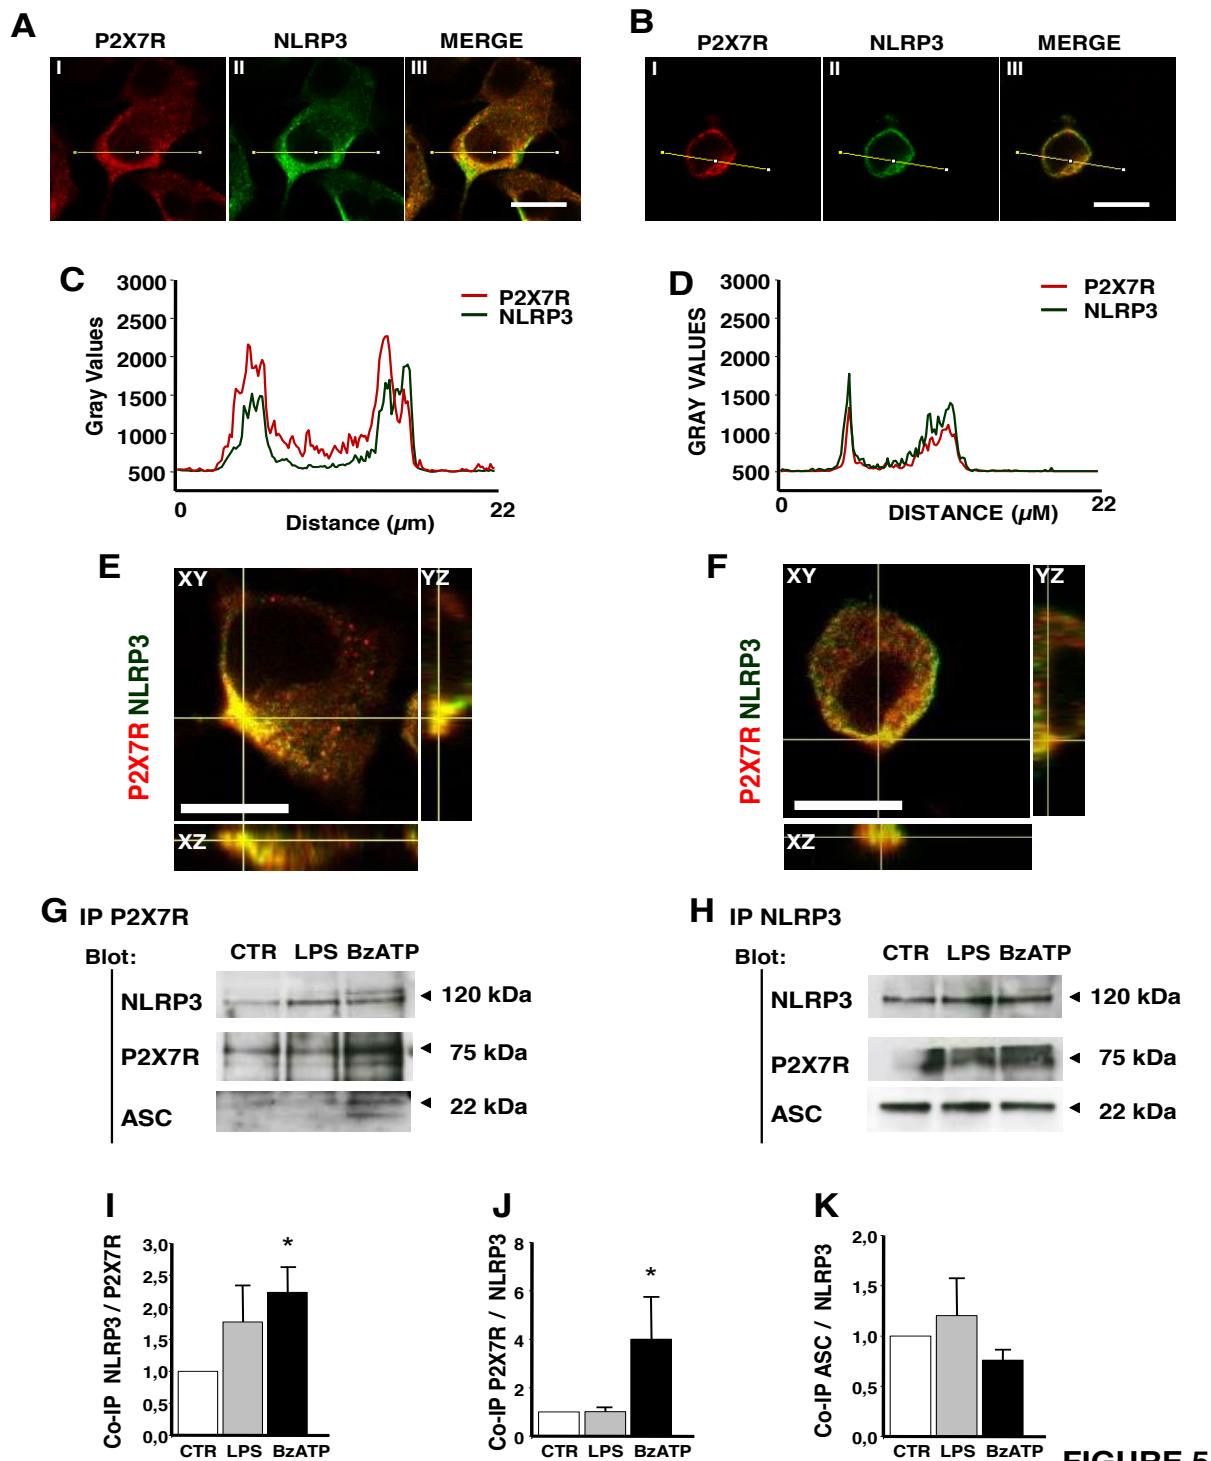 A
P2X7R NLRP3 MERGE
I II III
B
P2X7R NLRP3 MERGE
I II III
C
3000
2500
2000
1500
1000
500
Gray Values
P2X7R
NLRP3
0 22
Distance (µm)
D
3000
2500
2000
1500
1000
500
GRAY VALUES
P2X7R
NLRP3
0 22
DISTANCE (µM)
E
P2X7R NLRP3
XY
YZ
XZ
F
P2X7R NLRP3
XY
YZ
XZ
G IP P2X7R
Blot: CTR LPS BzATP
NLRP3 120 kDa
P2X7R 75 kDa
ASC 22 kDa
H IP NLRP3
Blot: CTR LPS BzATP
NLRP3 120 kDa
P2X7R 75 kDa
ASC 22 kDa
I
Co-IP NLRP3 / P2X7R
3,0
2,5
2,0
1,5
1,0
0,5
0,0
*
CTR LPS BzATP
J
Co-IP P2X7R / NLRP3
8
6
4
2
0
*
CTR LPS BzATP
K
Co-IP ASC / NLRP3
2,0
1,5
1,0
0,5
0,0
CTR LPS BzATP
FIGURE 5